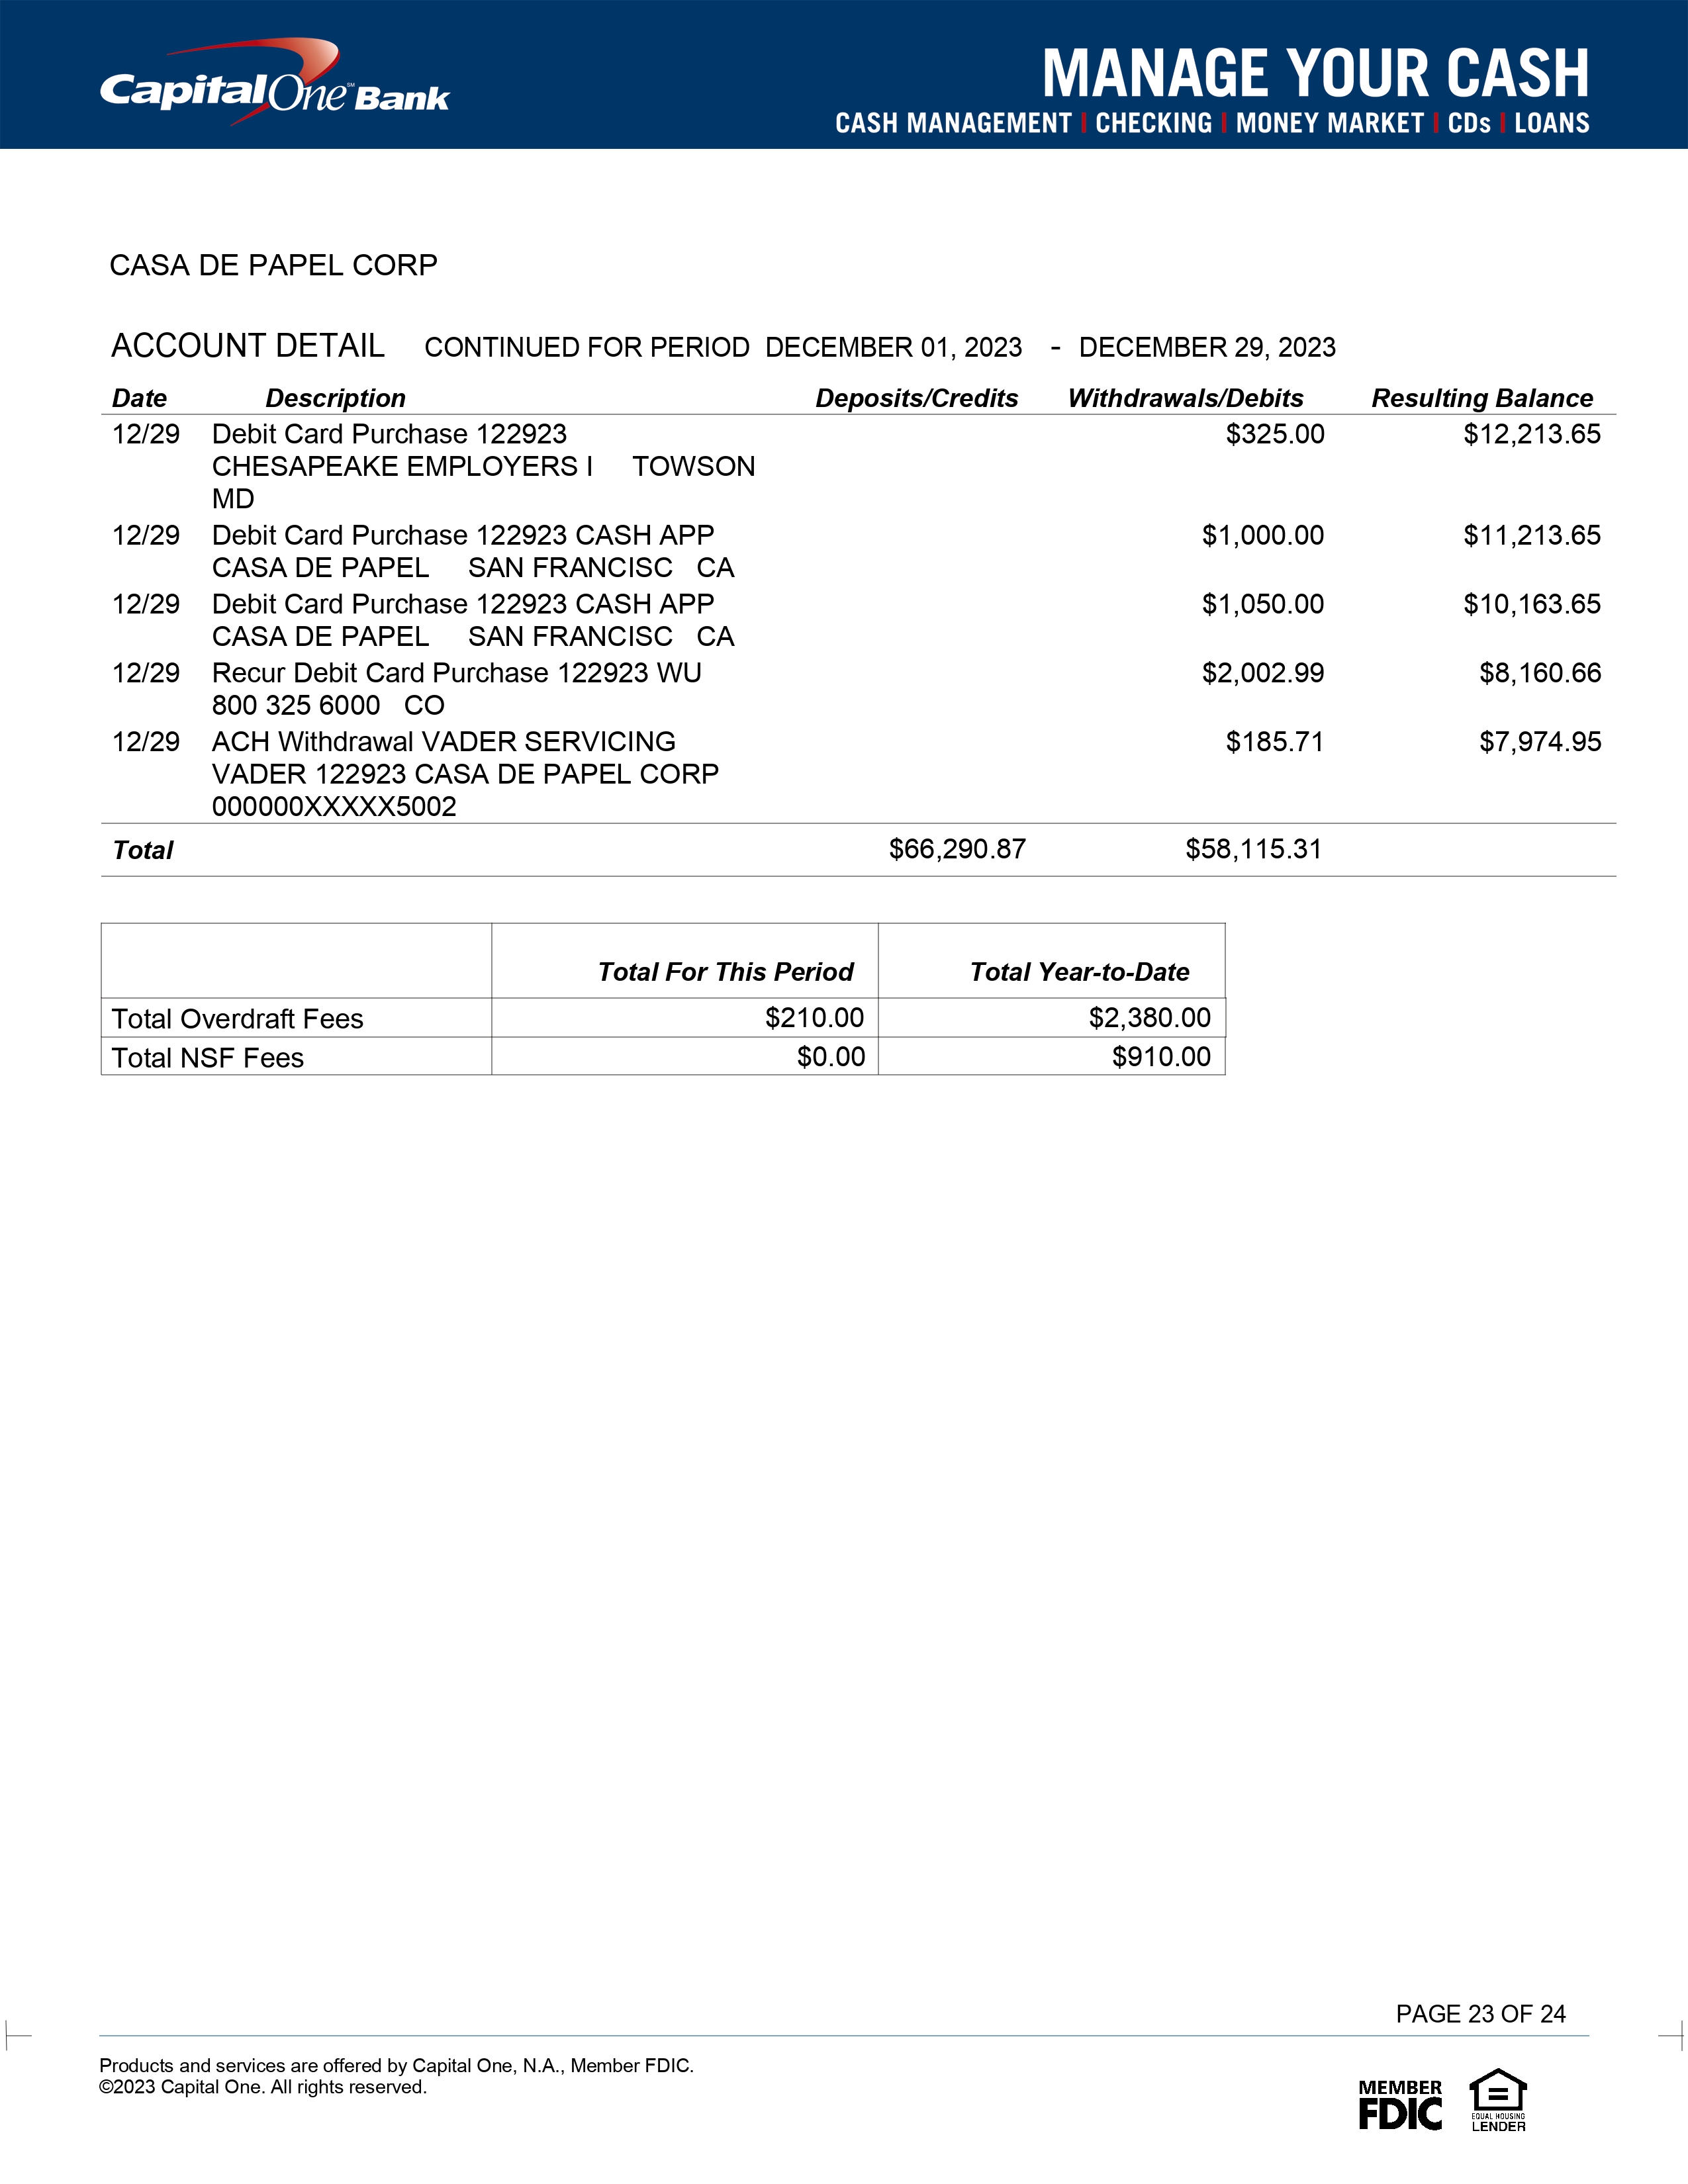 CapitalOne℠ Bank
MANAGE YOUR CASH
CASH MANAGEMENT | CHECKING | MONEY MARKET | CDs | LOANS
CASA DE PAPEL CORP
ACCOUNT DETAIL CONTINUED FOR PERIOD DECEMBER 01, 2023 - DECEMBER 29, 2023
Date Description Deposits/Credits Withdrawals/Debits Resulting Balance
12/29 Debit Card Purchase 122923 $325.00 $12,213.65
CHESAPEAKE EMPLOYERS I TOWSON
MD
12/29 Debit Card Purchase 122923 CASH APP $1,000.00 $11,213.65
CASA DE PAPEL SAN FRANCISC CA
12/29 Debit Card Purchase 122923 CASH APP $1,050.00 $10,163.65
CASA DE PAPEL SAN FRANCISC CA
12/29 Recur Debit Card Purchase 122923 WU $2,002.99 $8,160.66
800 325 6000 CO
12/29 ACH Withdrawal VADER SERVICING $185.71 $7,974.95
VADER 122923 CASA DE PAPEL CORP
000000XXXXX5002
Total $66,290.87 $58,115.31
Total For This Period Total Year-to-Date
Total Overdraft Fees $210.00 $2,380.00
Total NSF Fees $0.00 $910.00
PAGE 23 OF 24
Products and services are offered by Capital One, N.A., Member FDIC.
©2023 Capital One. All rights reserved.
MEMBER
FDIC
EQUAL HOUSING
LENDER